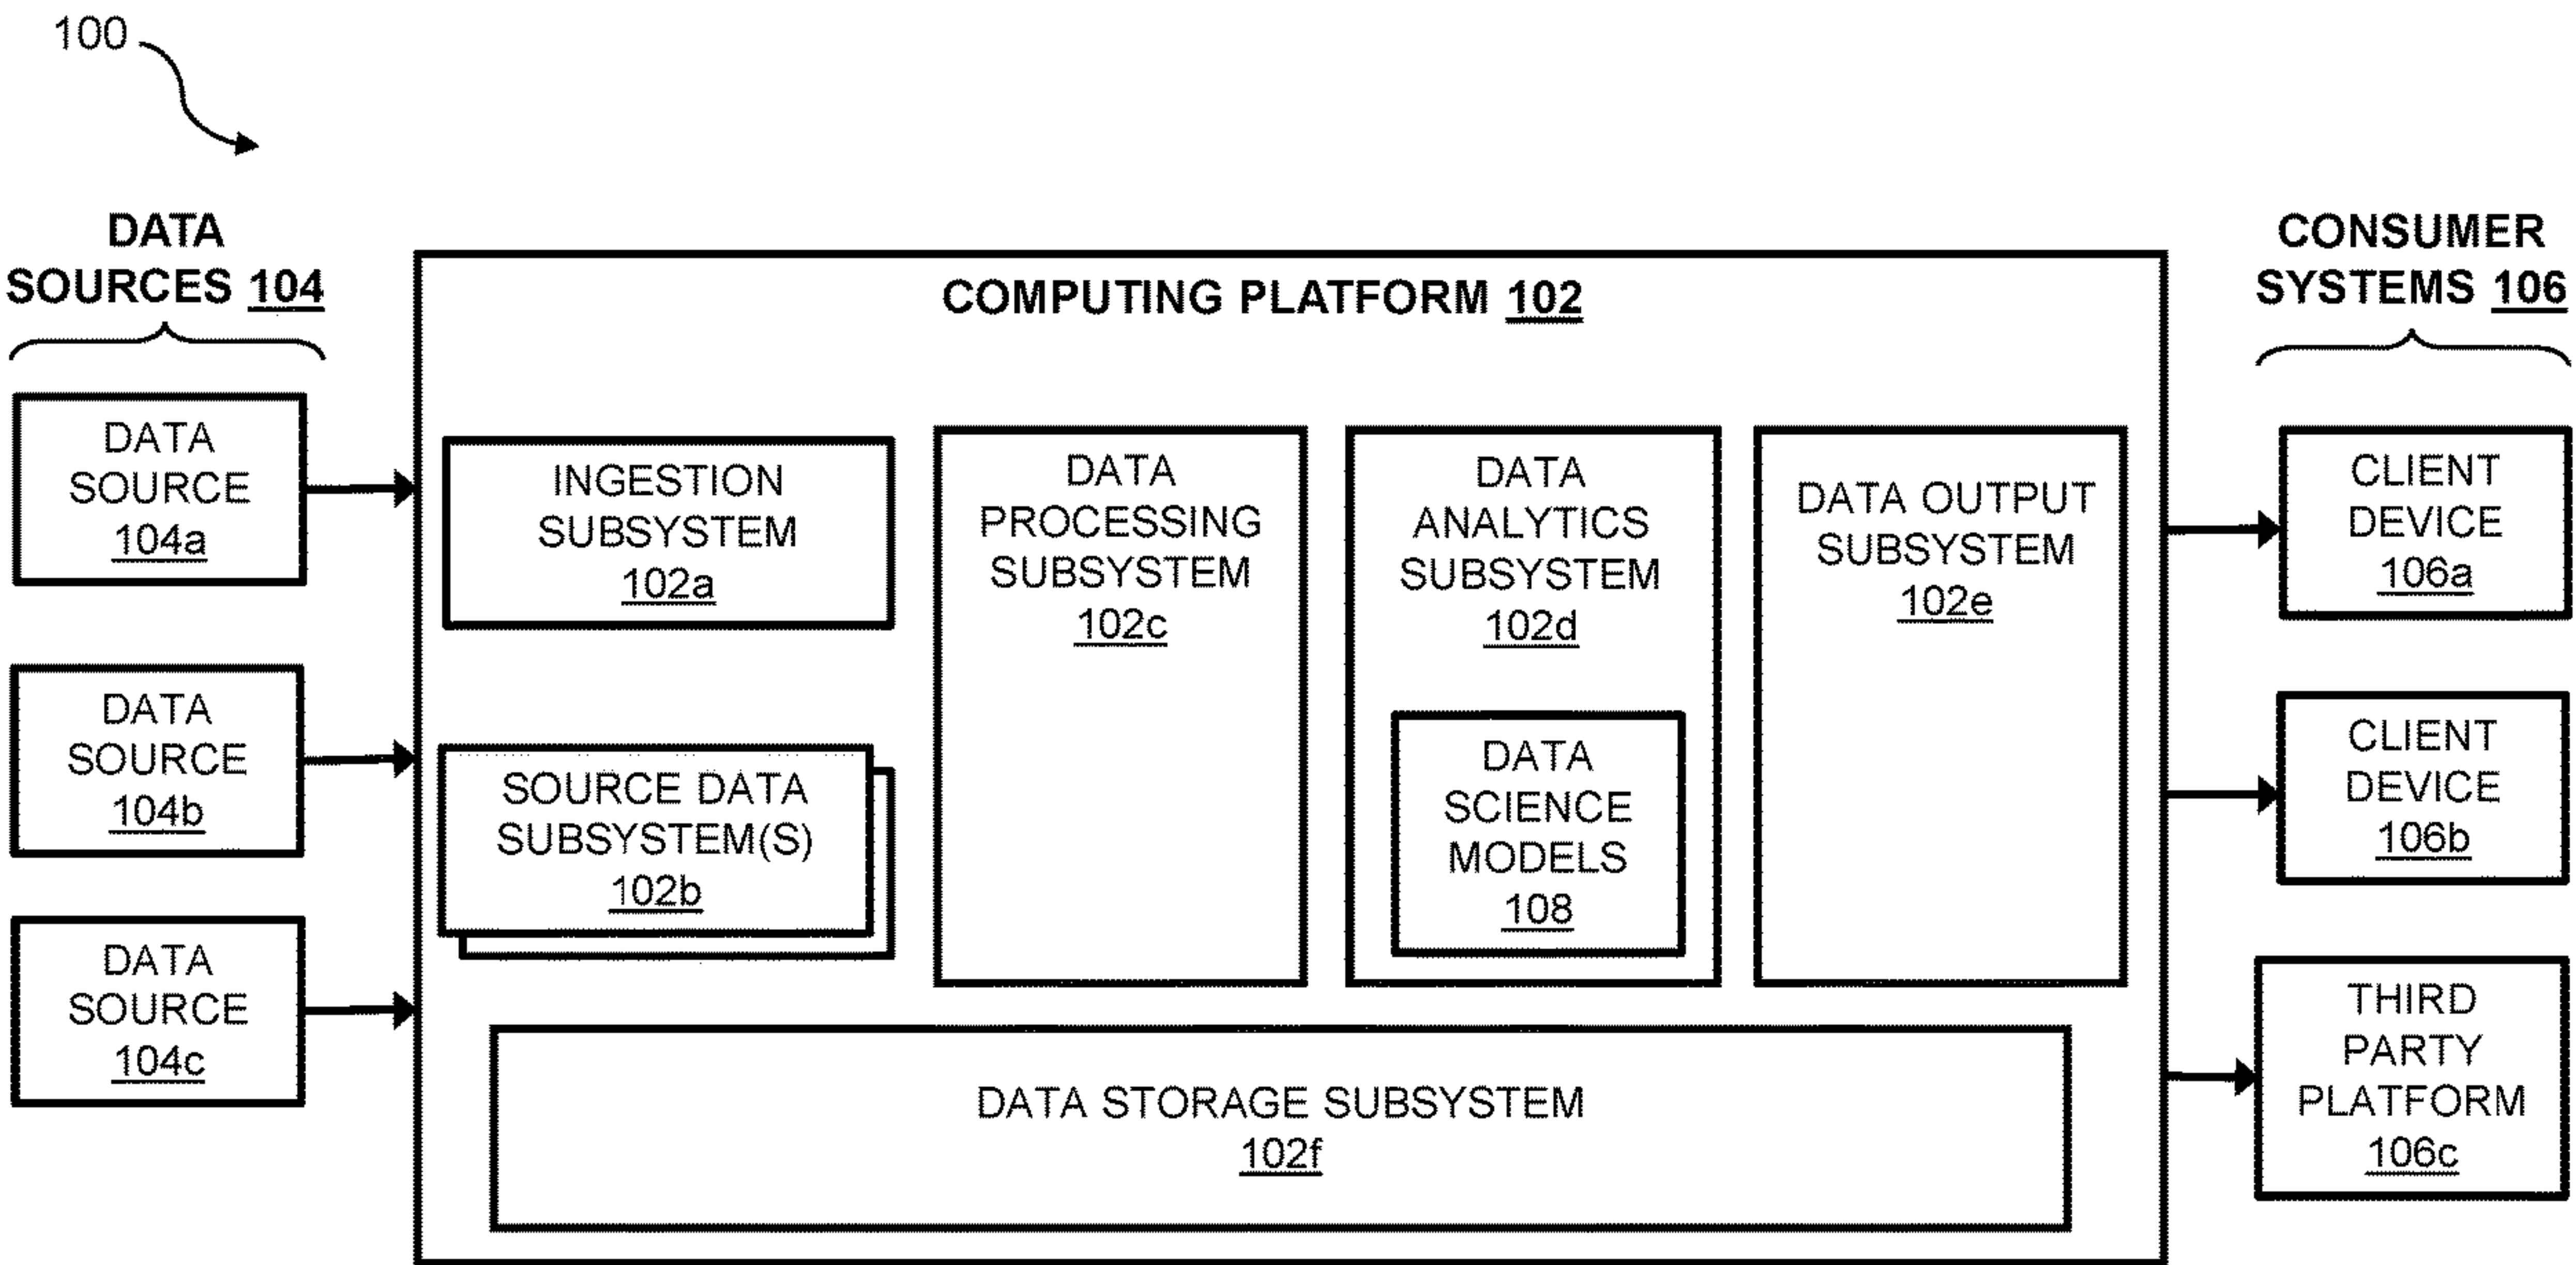 100
DATA
SOURCES 104
CONSUMER
SYSTEMS 106
COMPUTING PLATFORM 102
DATA
SOURCE
104a
DATA
SOURCE
104b
DATA
SOURCE
104c
INGESTION
SUBSYSTEM
102a
SOURCE DATA
SUBSYSTEM(S)
102b
DATA
PROCESSING
SUBSYSTEM
102c
DATA
ANALYTICS
SUBSYSTEM
102d
DATA
SCIENCE
MODELS
108
DATA OUTPUT
SUBSYSTEM
102e
DATA STORAGE SUBSYSTEM
102f
CLIENT
DEVICE
106a
CLIENT
DEVICE
106b
THIRD
PARTY
PLATFORM
106c